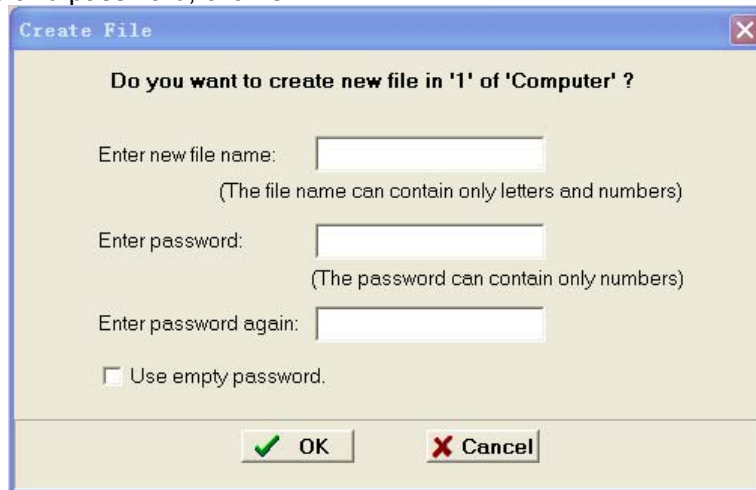 Create File
Do you want to create new file in '1' of 'Computer' ?
Enter new file name:
(The file name can contain only letters and numbers)
Enter password:
(The password can contain only numbers)
Enter password again:
Use empty password.
OK
Cancel